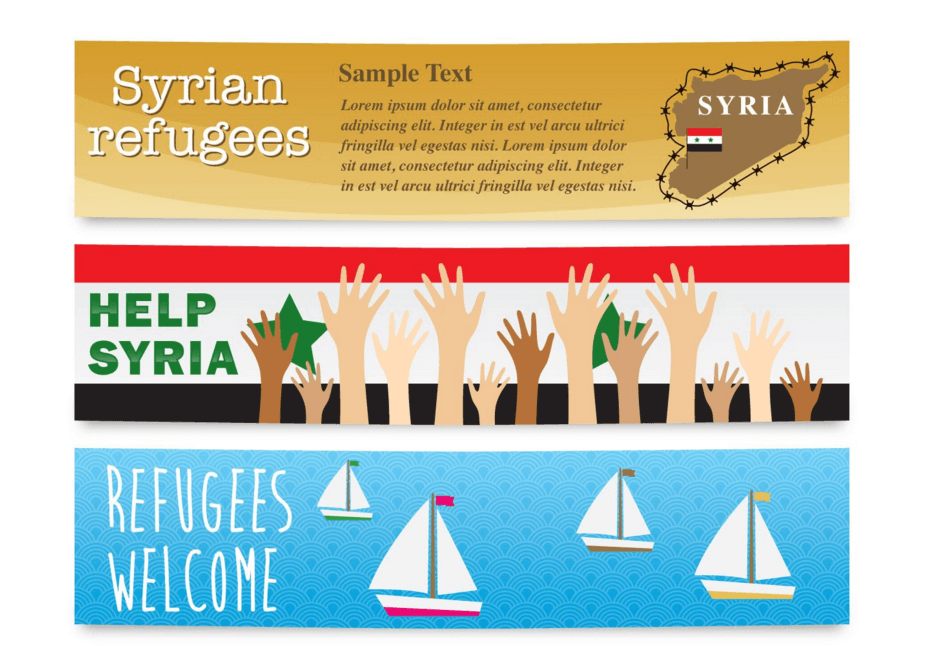 Syrian
refugees
Sample Text
Lorem ipsum dolor sit amet, consectetur
adipiscing elit. Integer in est vel arcu ultrici
fringilla vel egestas nisi. Lorem ipsum dolor
sit amet, consectetur adipiscing elit. Integer
in est vel arcu ultrici fringilla vel egestas nisi.
SYRIA
HELP
SYRIA
REFUGEES
WELCOME